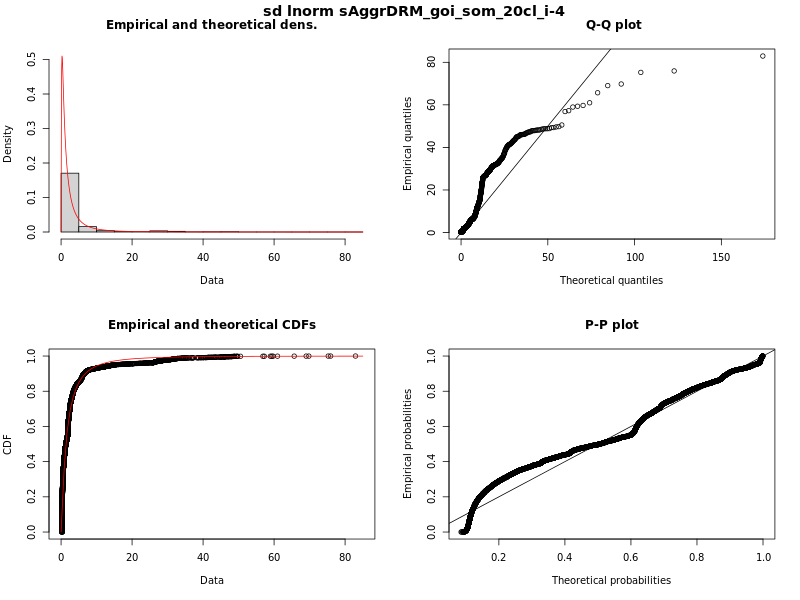 sd lnorm sAggrDRM_goi_som_20cl_i-4
Empirical and theoretical dens.
Density
0.0 0.1 0.2 0.3 0.4 0.5
0 20 40 60 80
Data
Q-Q plot
Empirical quantiles
0 20 40 60 80
0 50 100 150
Theoretical quantiles
Empirical and theoretical CDFs
CDF
0.0 0.2 0.4 0.6 0.8 1.0
0 20 40 60 80
Data
P-P plot
Empirical probabilities
0.0 0.2 0.4 0.6 0.8 1.0
0.2 0.4 0.6 0.8 1.0
Theoretical probabilities